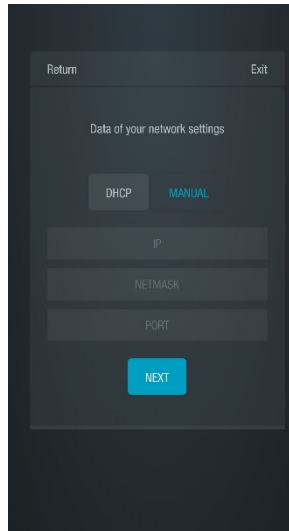 Return Exit
Data of your network settings
DHCP MANUAL
IP
NETMASK
PORT
NEXT